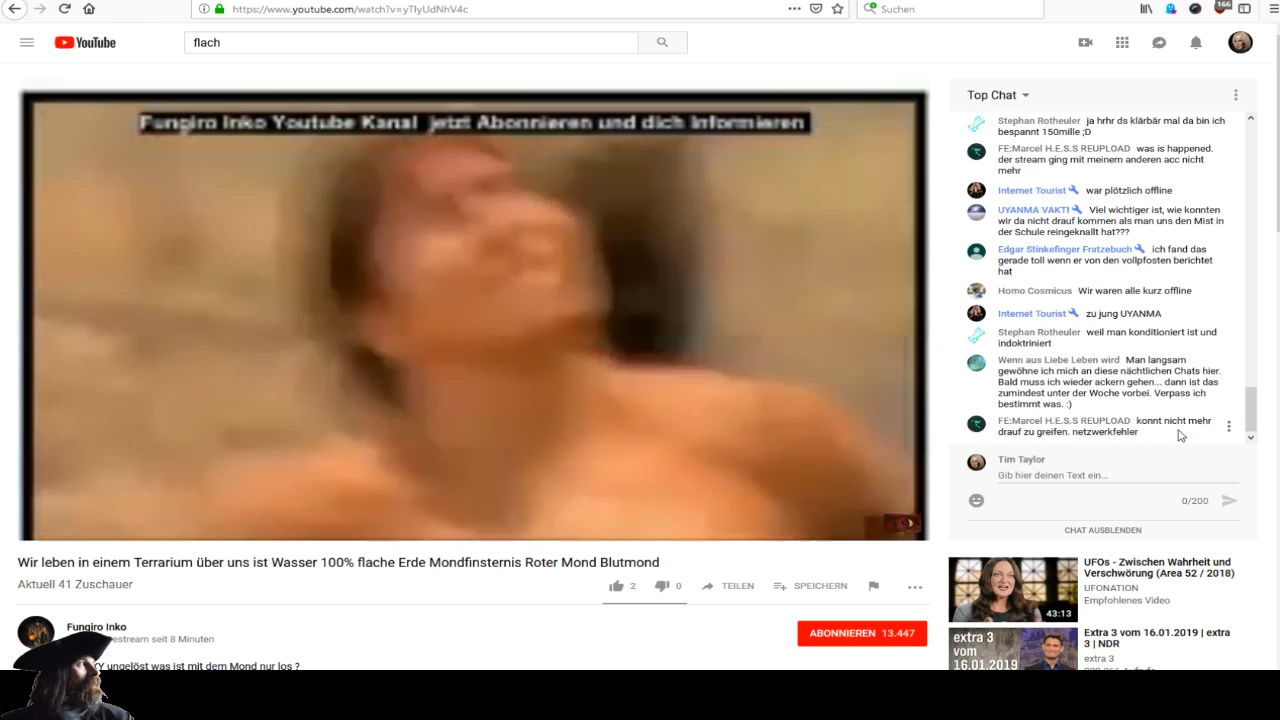 https://www.youtube.com/watch?v=yTlyUdNhV4c
Suchen
166
YouTube
flach
Fungiro Inko Youtube Kanal jetzt Abonnieren und dich Informieren
Top Chat
Stephan Rotheuler ja hrhr ds klärbär mal da bin ich
bespannt 150mille ;D
FE:Marcel H.E.S.S REUPLOAD was is happened.
der stream ging mit meinem anderen acc nicht
mehr
Internet Tourist war plötzlich offline
UYANMA VAKTI Viel wichtiger ist, wie konnten
wir da nicht drauf kommen als man uns den Mist in
der Schule reingeknallt hat???
Edgar Stinkefinger Fratzebuch ich fand das
gerade toll wenn er von den vollpfosten berichtet
hat
Homo Cosmicus Wir waren alle kurz offline
Internet Tourist zu jung UYANMA
Stephan Rotheuler weil man konditioniert ist und
indoktriniert
Wenn aus Liebe Leben wird Man langsam
gewöhne ich mich an diese nächtlichen Chats hier.
Bald muss ich wieder ackern gehen... dann ist das
zumindest unter der Woche vorbei. Verpass ich
bestimmt was. :)
FE:Marcel H.E.S.S REUPLOAD konnt nicht mehr
drauf zu greifen. netzwerkfehler
Tim Taylor
Gib hier deinen Text ein...
0/200
CHAT AUSBLENDEN
Wir leben in einem Terrarium über uns ist Wasser 100% flache Erde Mondfinsternis Roter Mond Blutmond
Aktuell 41 Zuschauer
2
0
TEILEN
SPEICHERN
Fungiro Inko
estream seit 8 Minuten
ABONNIEREN 13.447
Y ungelöst was ist mit dem Mond nur los ?
UFOs - Zwischen Wahrheit und
Verschwörung (Area 52 / 2018)
UFONATION
Empfohlenes Video
43:13
Extra 3 vom 16.01.2019 | extra
3 | NDR
extra 3
extra 3
vom
16.01.2019